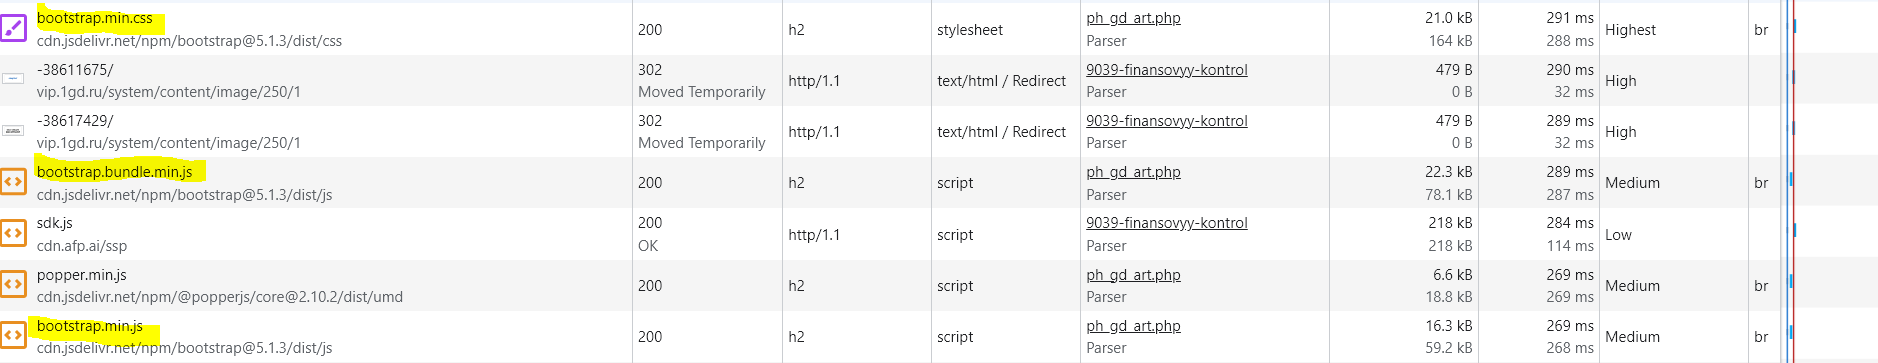 bootstrap.min.css
cdn.jsdelivr.net/npm/bootstrap@5.1.3/dist/css
200
h2
stylesheet
ph_gd_art.php
Parser
21.0 kB
164 kB
291 ms
288 ms
Highest
br
-38611675/
vip.1gd.ru/system/content/image/250/1
302
Moved Temporarily
http/1.1
text/html / Redirect
9039-finansovyy-kontrol
Parser
479 B
0 B
290 ms
32 ms
High
-38617429/
vip.1gd.ru/system/content/image/250/1
302
Moved Temporarily
http/1.1
text/html / Redirect
9039-finansovyy-kontrol
Parser
479 B
0 B
289 ms
32 ms
High
bootstrap.bundle.min.js
cdn.jsdelivr.net/npm/bootstrap@5.1.3/dist/js
200
h2
script
ph_gd_art.php
Parser
22.3 kB
78.1 kB
289 ms
287 ms
Medium
br
sdk.js
cdn.afp.ai/ssp
200
OK
http/1.1
script
9039-finansovyy-kontrol
Parser
218 kB
218 kB
284 ms
114 ms
Low
popper.min.js
cdn.jsdelivr.net/npm/@popperjs/core@2.10.2/dist/umd
200
h2
script
ph_gd_art.php
Parser
6.6 kB
18.8 kB
269 ms
269 ms
Medium
br
bootstrap.min.js
cdn.jsdelivr.net/npm/bootstrap@5.1.3/dist/js
200
h2
script
ph_gd_art.php
Parser
16.3 kB
59.2 kB
269 ms
268 ms
Medium
br